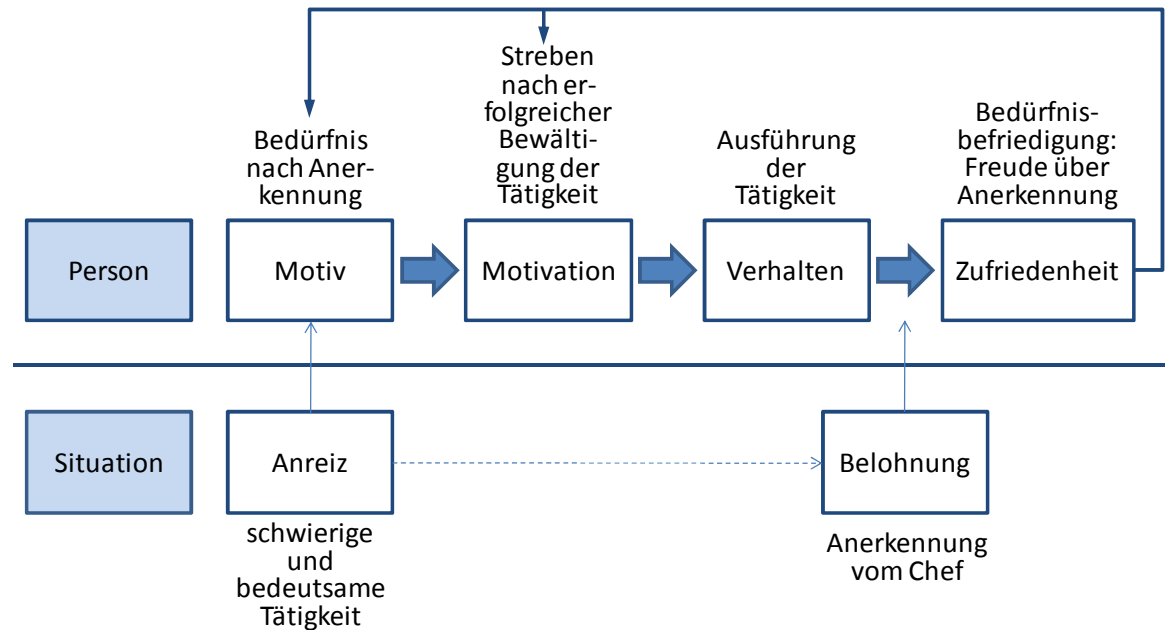 Streben
nach er-
folgreicher
Bewälti-
gung der
Tätigkeit
Bedürfnis
nach Aner-
kennung
Ausführung
der
Tätigkeit
Bedürfnis-
befriedigung:
Freude über
Anerkennung
Person
Motiv
Motivation
Verhalten
Zufriedenheit
Situation
Anreiz
Belohnung
schwierige
und
bedeutsame
Tätigkeit
Anerkennung
vom Chef